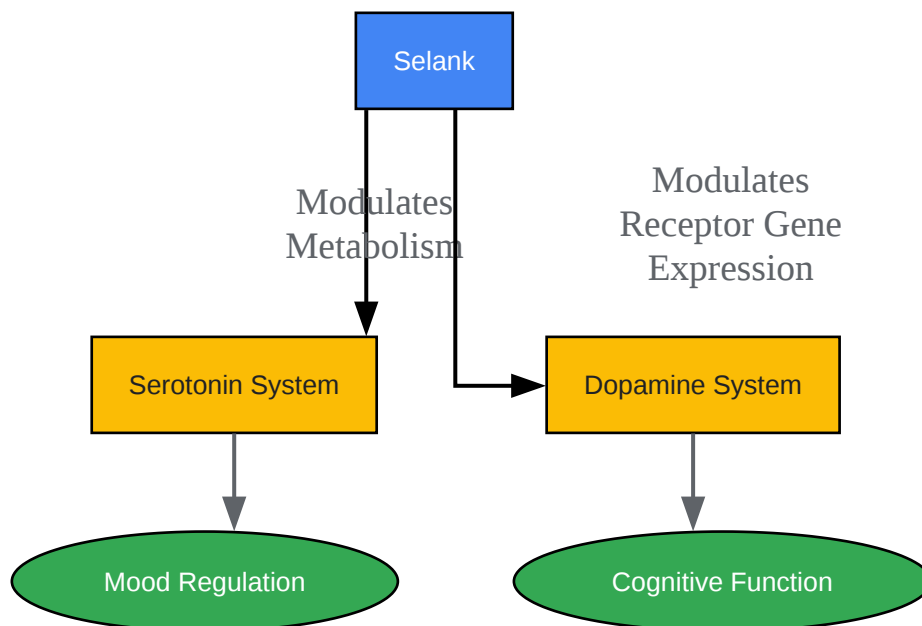 Selank
Modulates
Metabolism
Modulates
Receptor Gene
Expression
Serotonin System
Dopamine System
Mood Regulation
Cognitive Function